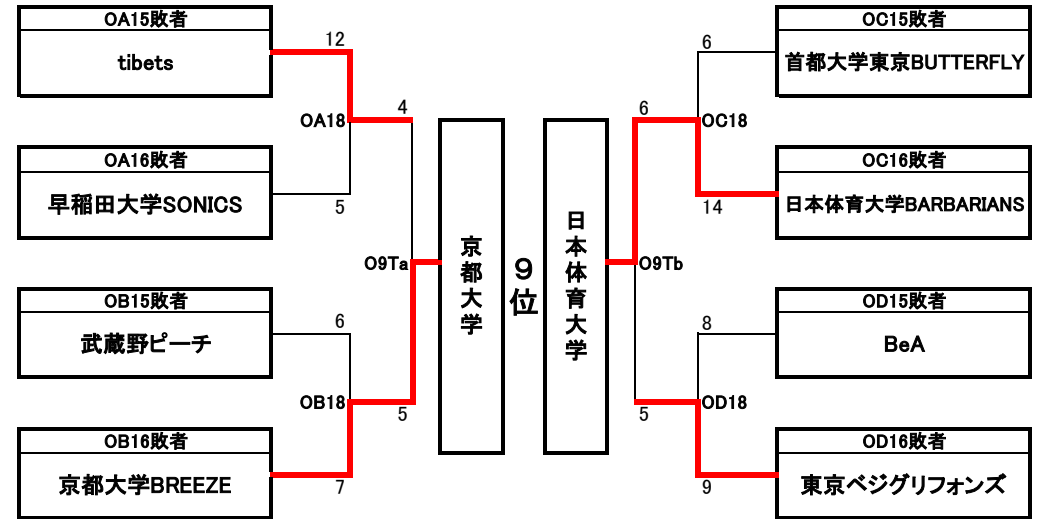 OA15敗者
tibets
12
OA18
4
OA16敗者
早稲田大学SONICS
5
O9Ta
OB15敗者
武蔵野ピーチ
6
OB18
5
OB16敗者
京都大学BREEZE
7
京都大学
9位
日本体育大学
OC15敗者
首都大学東京BUTTERFLY
6
6
OC18
OC16敗者
日本体育大学BARBARIANS
14
O9Tb
OD15敗者
BeA
8
5
OD18
OD16敗者
東京ベジグリフォンズ
9